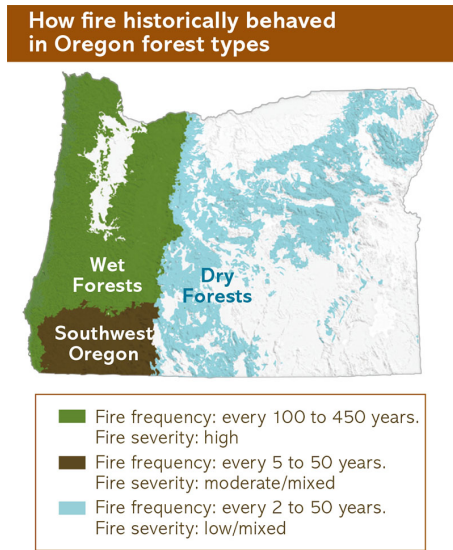 How fire historically behaved
in Oregon forest types
Wet
Forests
Dry
Forests
Southwest
Oregon
Fire frequency: every 100 to 450 years.
Fire severity: high
Fire frequency: every 5 to 50 years.
Fire severity: moderate/mixed
Fire frequency: every 2 to 50 years.
Fire severity: low/mixed